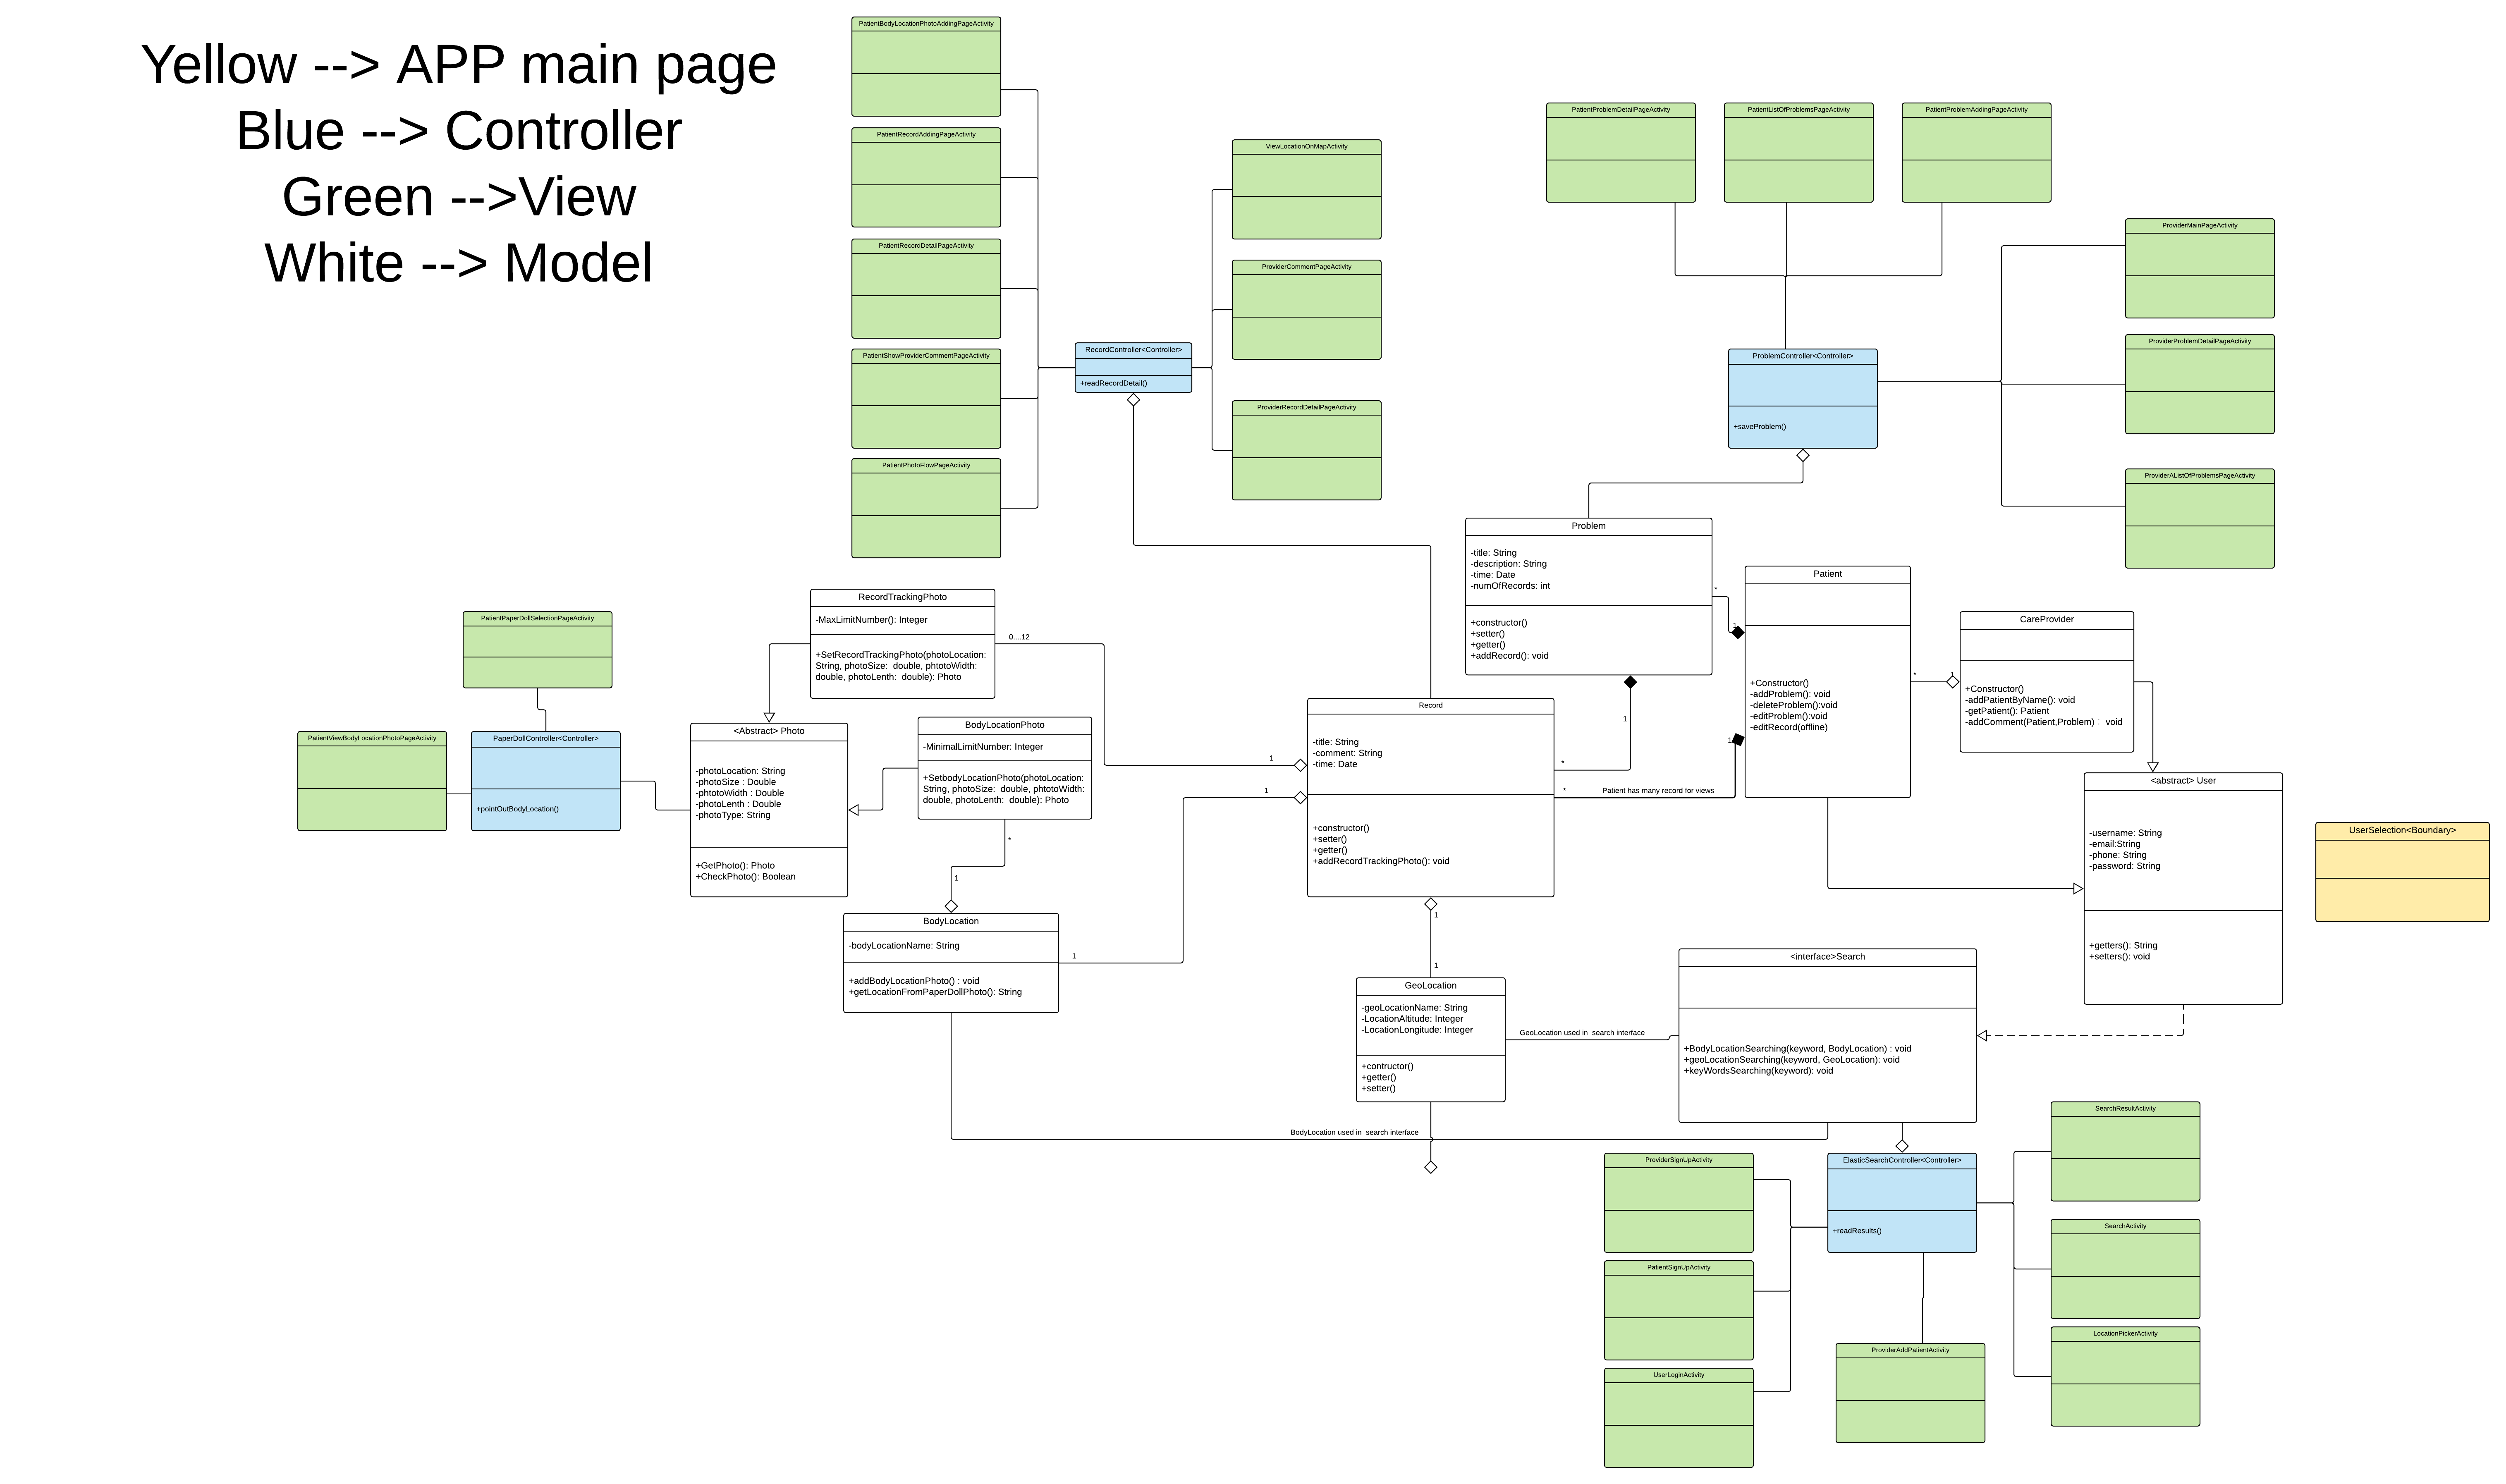 Yellow --> APP main page
Blue --> Controller
Green -->View
White --> Model
PatientBodyLocationPhotoAddingPageActivity
PatientRecordAddingPageActivity
PatientRecordDetailPageActivity
PatientShowProviderCommentPageActivity
PatientPhotoFlowPageActivity
RecordController<Controller>
+readRecordDetail()
ViewLocationOnMapActivity
ProviderCommentPageActivity
ProviderRecordDetailPageActivity
PatientProblemDetailPageActivity
PatientListOfProblemsPageActivity
PatientProblemAddingPageActivity
ProblemController<Controller>
+saveProblem()
ProviderMainPageActivity
ProviderProblemDetailPageActivity
ProviderAListOfProblemsPageActivity
Problem
-title: String
-description: String
-time: Date
-numOfRecords: int
+constructor()
+setter()
+getter()
+addRecord(): void
*
1
Patient
+Constructor()
-addProblem(): void
-deleteProblem():void
-editProblem():void
-editRecord(offline)
*
1
CareProvider
+Constructor()
-addPatientByName(): void
-getPatient(): Patient
-addComment(Patient,Problem) : void
<abstract> User
-username: String
-email:String
-phone: String
-password: String
+getters(): String
+setters(): void
UserSelection<Boundary>
PatientPaperDollSelectionPageActivity
PatientViewBodyLocationPhotoPageActivity
PaperDollController<Controller>
+pointOutBodyLocation()
RecordTrackingPhoto
-MaxLimitNumber(): Integer
+SetRecordTrackingPhoto(photoLocation:
String, photoSize:  double, phtotoWidth:
double, photoLenth:  double): Photo
0....12
1
<Abstract> Photo
-photoLocation: String
-photoSize : Double
-phtotoWidth : Double
-photoLenth : Double
-photoType: String
+GetPhoto(): Photo
+CheckPhoto(): Boolean
BodyLocationPhoto
-MinimalLimitNumber: Integer
+SetbodyLocationPhoto(photoLocation:
String, photoSize:  double, phtotoWidth:
double, photoLenth:  double): Photo
*
1
BodyLocation
-bodyLocationName: String
+addBodyLocationPhoto() : void
+getLocationFromPaperDollPhoto(): String
1
1
Record
-title: String
-comment: String
-time: Date
+constructor()
+setter()
+getter()
+addRecordTrackingPhoto(): void
1
*
1
*
Patient has many record for views
1
1
GeoLocation
-geoLocationName: String
-LocationAltitude: Integer
-LocationLongitude: Integer
+contructor()
+getter()
+setter()
GeoLocation used in  search interface
BodyLocation used in  search interface
<interface>Search
+BodyLocationSearching(keyword, BodyLocation) : void
+geoLocationSearching(keyword, GeoLocation): void
+keyWordsSearching(keyword): void
ElasticSearchController<Controller>
+readResults()
ProviderSignUpActivity
PatientSignUpActivity
UserLoginActivity
ProviderAddPatientActivity
SearchResultActivity
SearchActivity
LocationPickerActivity